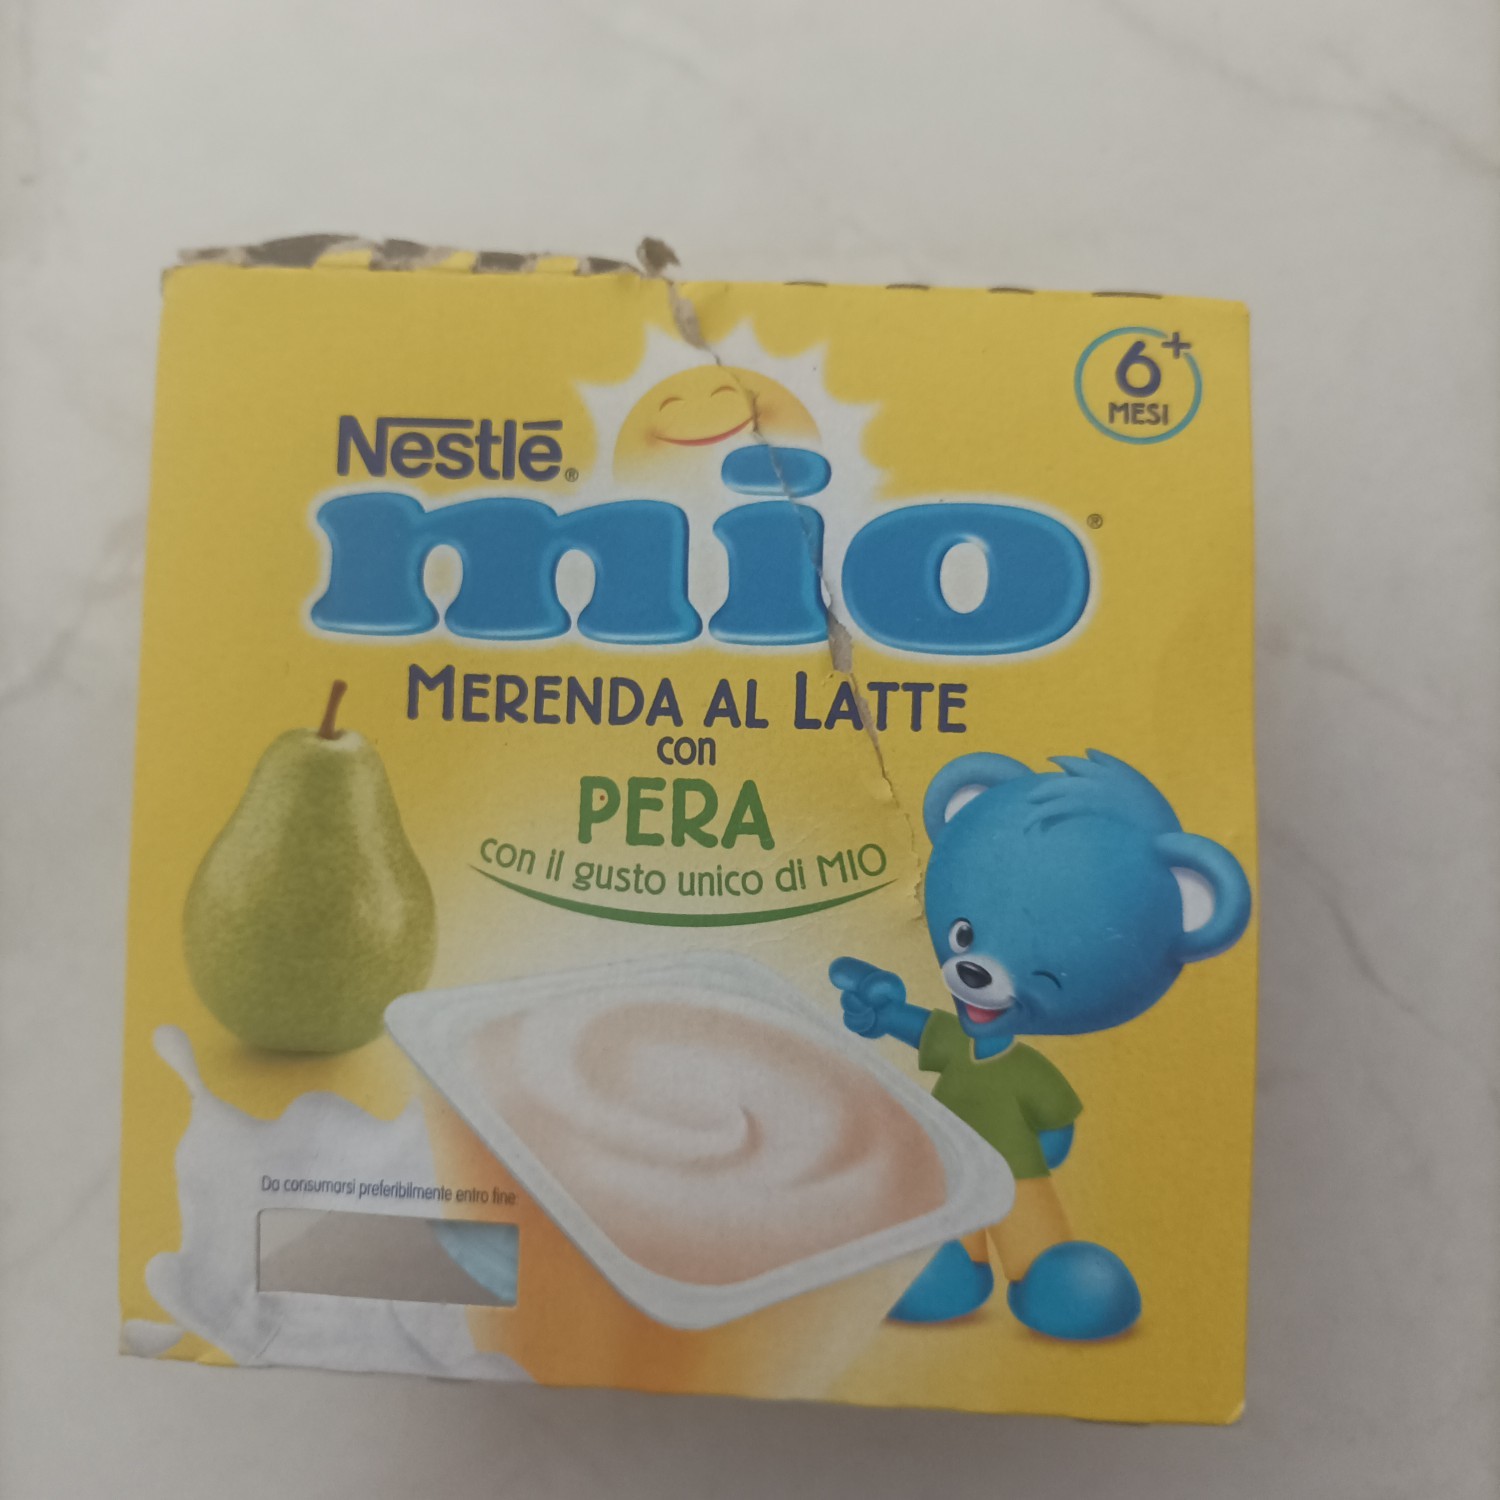 6+
MESI
Nestlé®
mio®
MERENDA AL LATTE
con
PERA
con il gusto unico di MIO
Da consumarsi preferibilmente entro fine